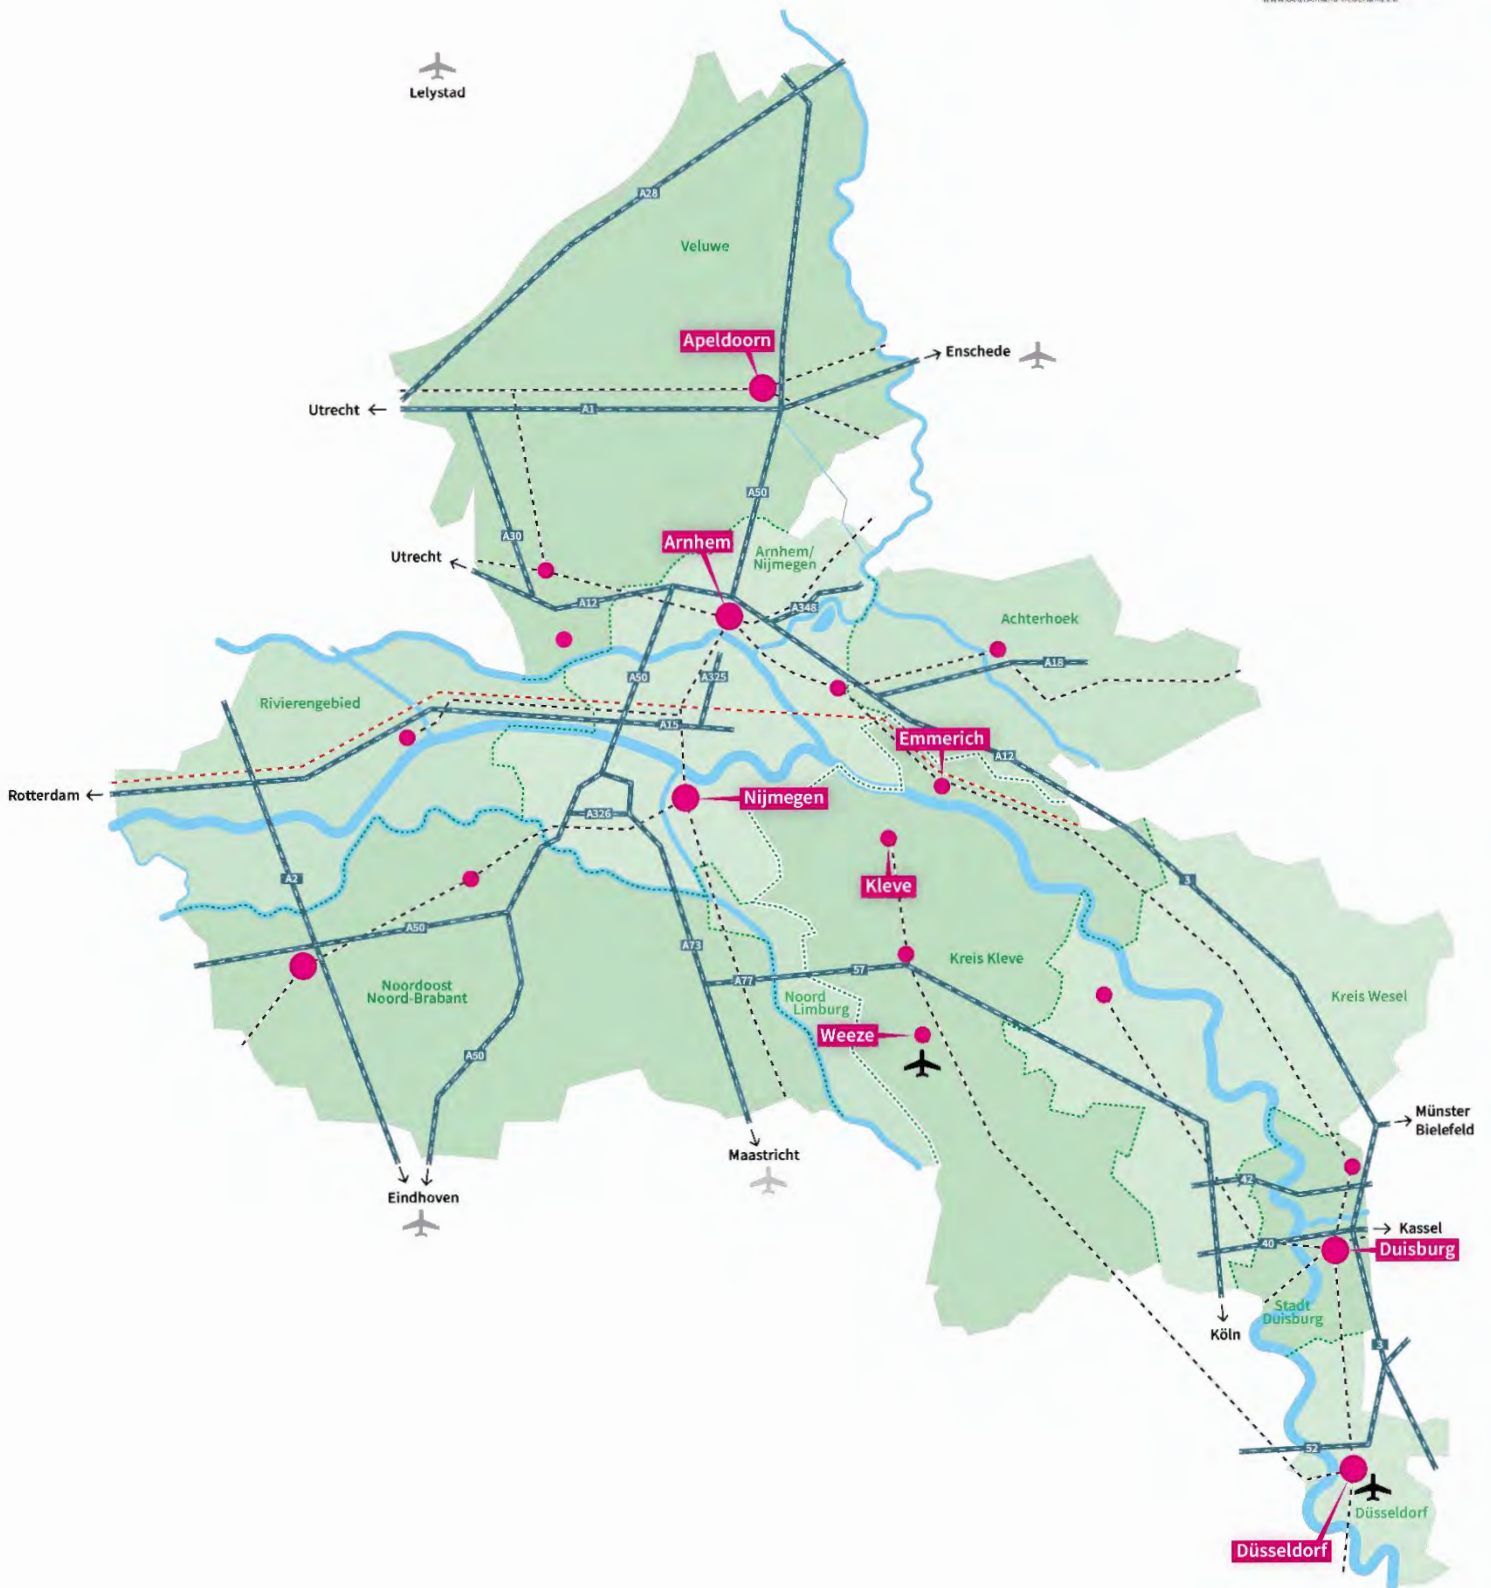 Lelystad
A28
Veluwe
Apeldoorn
Enschede
Utrecht
A1
A50
A30
Arnhem
Arnhem/
Nijmegen
Utrecht
A12
A348
Achterhoek
A18
A50
A325
Rivierengebied
A15
Emmerich
A12
Rotterdam
Nijmegen
A326
A2
Kleve
3
A50
A73
Kreis Kleve
57
A77
Noordoost
Noord-Brabant
Noord
Limburg
Kreis Wesel
Weeze
A50
Münster
Bielefeld
Maastricht
42
Eindhoven
Kassel
40
Duisburg
Stadt
Duisburg
Köln
3
52
Düsseldorf
Düsseldorf